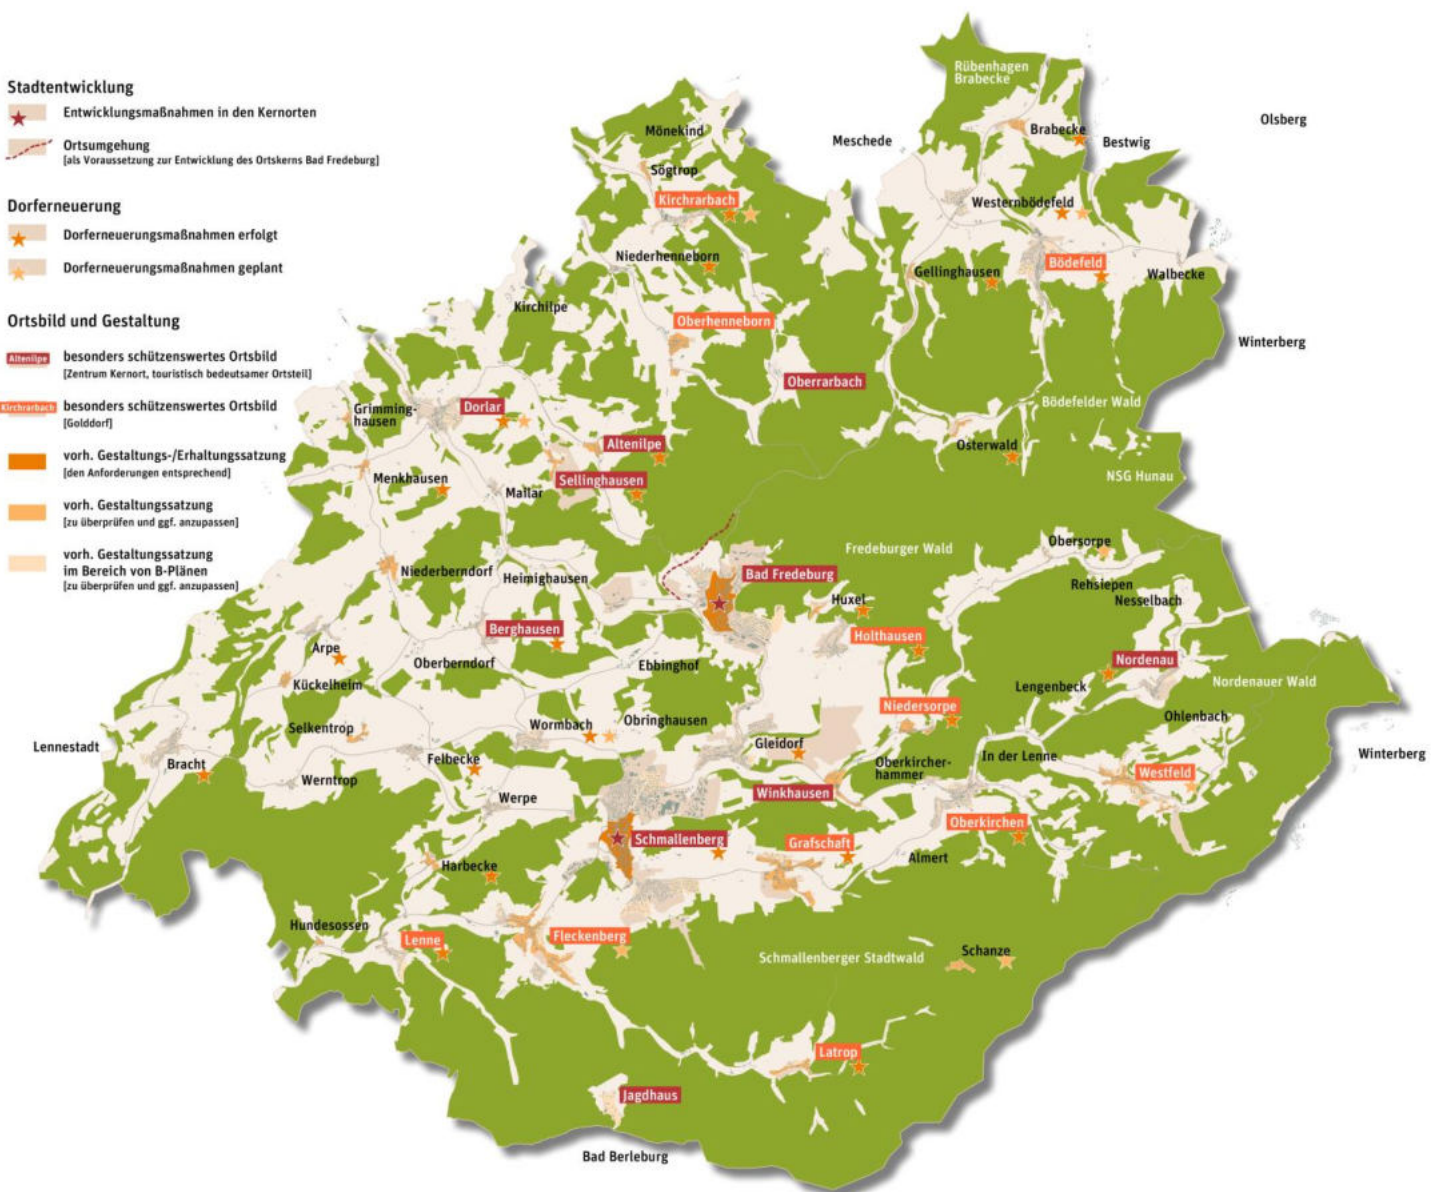 Stadtentwicklung
Entwicklungsmaßnahmen in den Kernorten
Ortsumgehung
[als Voraussetzung zur Entwicklung des Ortskerns Bad Fredeburg]
Dorferneuerung
Dorferneuerungsmaßnahmen erfolgt
Dorferneuerungsmaßnahmen geplant
Ortsbild und Gestaltung
Altenilpe
besonders schützenswertes Ortsbild
[Zentrum Kernort, touristisch bedeutsamer Ortsteil]
Kirchrarbach
besonders schützenswertes Ortsbild
[Golddorf]
vorh. Gestaltungs-/Erhaltungssatzung
[den Anforderungen entsprechend]
vorh. Gestaltungssatzung
[zu überprüfen und ggf. anzupassen]
vorh. Gestaltungssatzung
im Bereich von B-Plänen
[zu überprüfen und ggf. anzupassen]
Rübenhagen
Brabecke
Olsberg
Mönekind
Brabecke
Meschede
Bestwig
Sögtrop
Kirchrarbach
Westernbödefeld
Niederhenneborn
Gellinghausen
Bödefeld
Walbecke
Kirchilpe
Oberhenneborn
Winterberg
Oberrarbach
Bödefelder Wald
Grimming-
hausen
Dorlar
Altenilpe
Osterwald
Menkhausen
Mailar
Sellinghausen
NSG Hunau
Fredeburger Wald
Obersorpe
Niederberndorf
Heimighausen
Bad Fredeburg
Rehsiepen
Huxel
Nesselbach
Berghausen
Holthausen
Arpe
Oberberndorf
Ebbinghof
Nordenau
Kückelheim
Lengenbeck
Nordenauer Wald
Niedersorpe
Selkentrop
Wormbach
Obringhausen
Ohlenbach
Lennestadt
Gleidorf
Bracht
Felbecke
Oberkircher-
hammer
In der Lenne
Winterberg
Werntrop
Westfeld
Werpe
Winkhausen
Oberkirchen
Schmallenberg
Grafschaft
Almert
Harbecke
Hundesossen
Lenne
Fleckenberg
Schmallenberger Stadtwald
Schanze
Latrop
Jagdhaus
Bad Berleburg